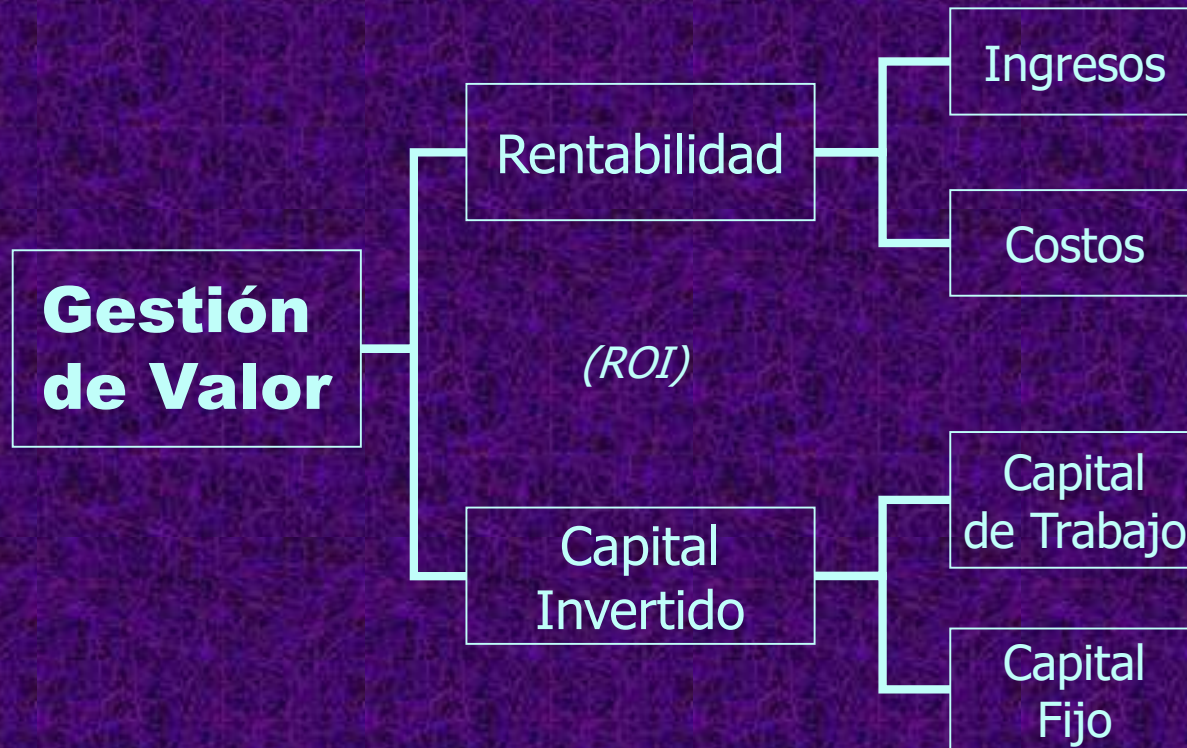 Ingresos
Rentabilidad
Costos
Gestión
de Valor
(ROI)
Capital
de Trabajo
Capital
Invertido
Capital
Fijo